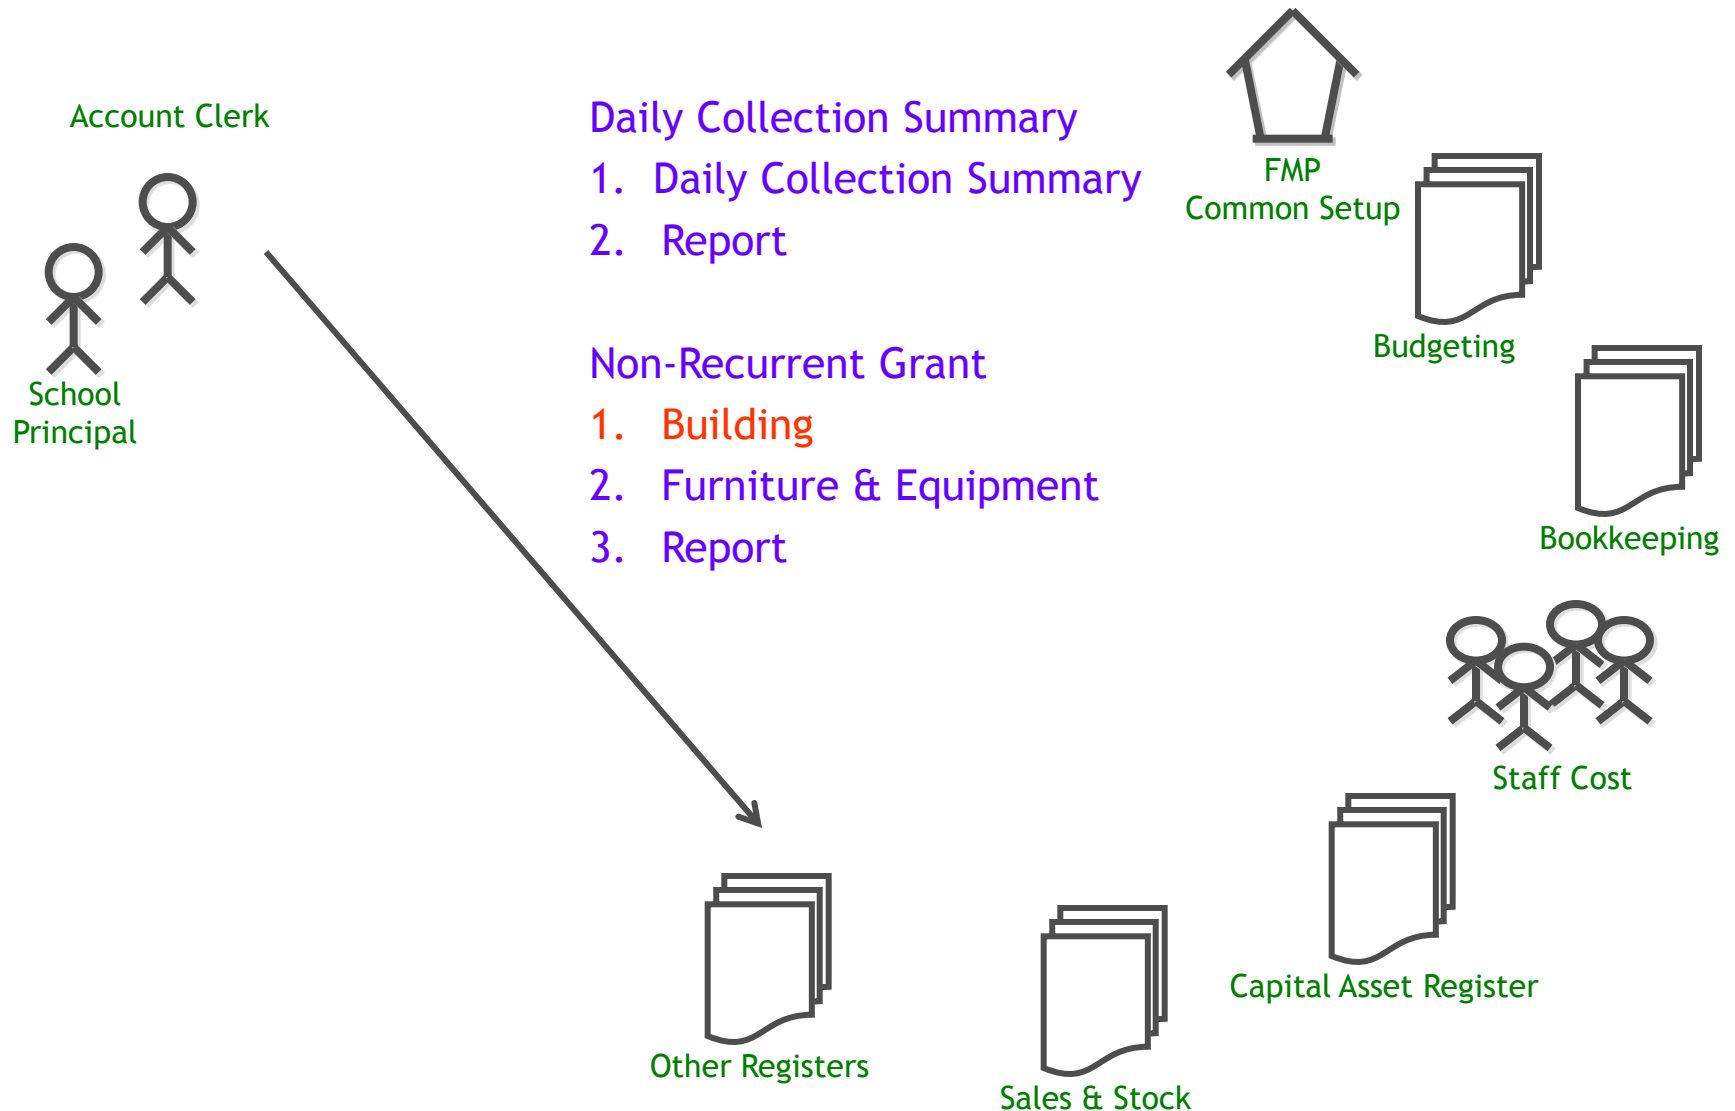 Account Clerk
School
Principal
Daily Collection Summary
1. Daily Collection Summary
2. Report
Non-Recurrent Grant
1. Building
2. Furniture & Equipment
3. Report
FMP
Common Setup
Budgeting
Bookkeeping
Staff Cost
Capital Asset Register
Sales & Stock
Other Registers